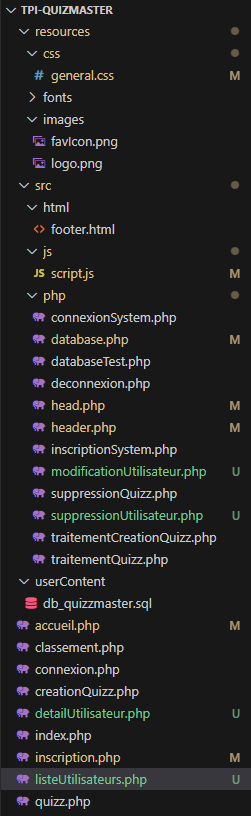 TPI-QUIZMASTER
resources
css
# general.css M
fonts
images
favIcon.png
logo.png
src
html
<> footer.html
js
JS script.js M
php
connexionSystem.php
database.php M
databaseTest.php
deconnexion.php
head.php M
header.php M
inscriptionSystem.php
modificationUtilisateur.php U
suppressionQuizz.php
suppressionUtilisateur.php U
traitementCreationQuizz.php
traitementQuizz.php
userContent
db_quizzmaster.sql
accueil.php M
classement.php
connexion.php
creationQuizz.php
detailUtilisateur.php U
index.php
inscription.php M
listeUtilisateurs.php U
quizz.php